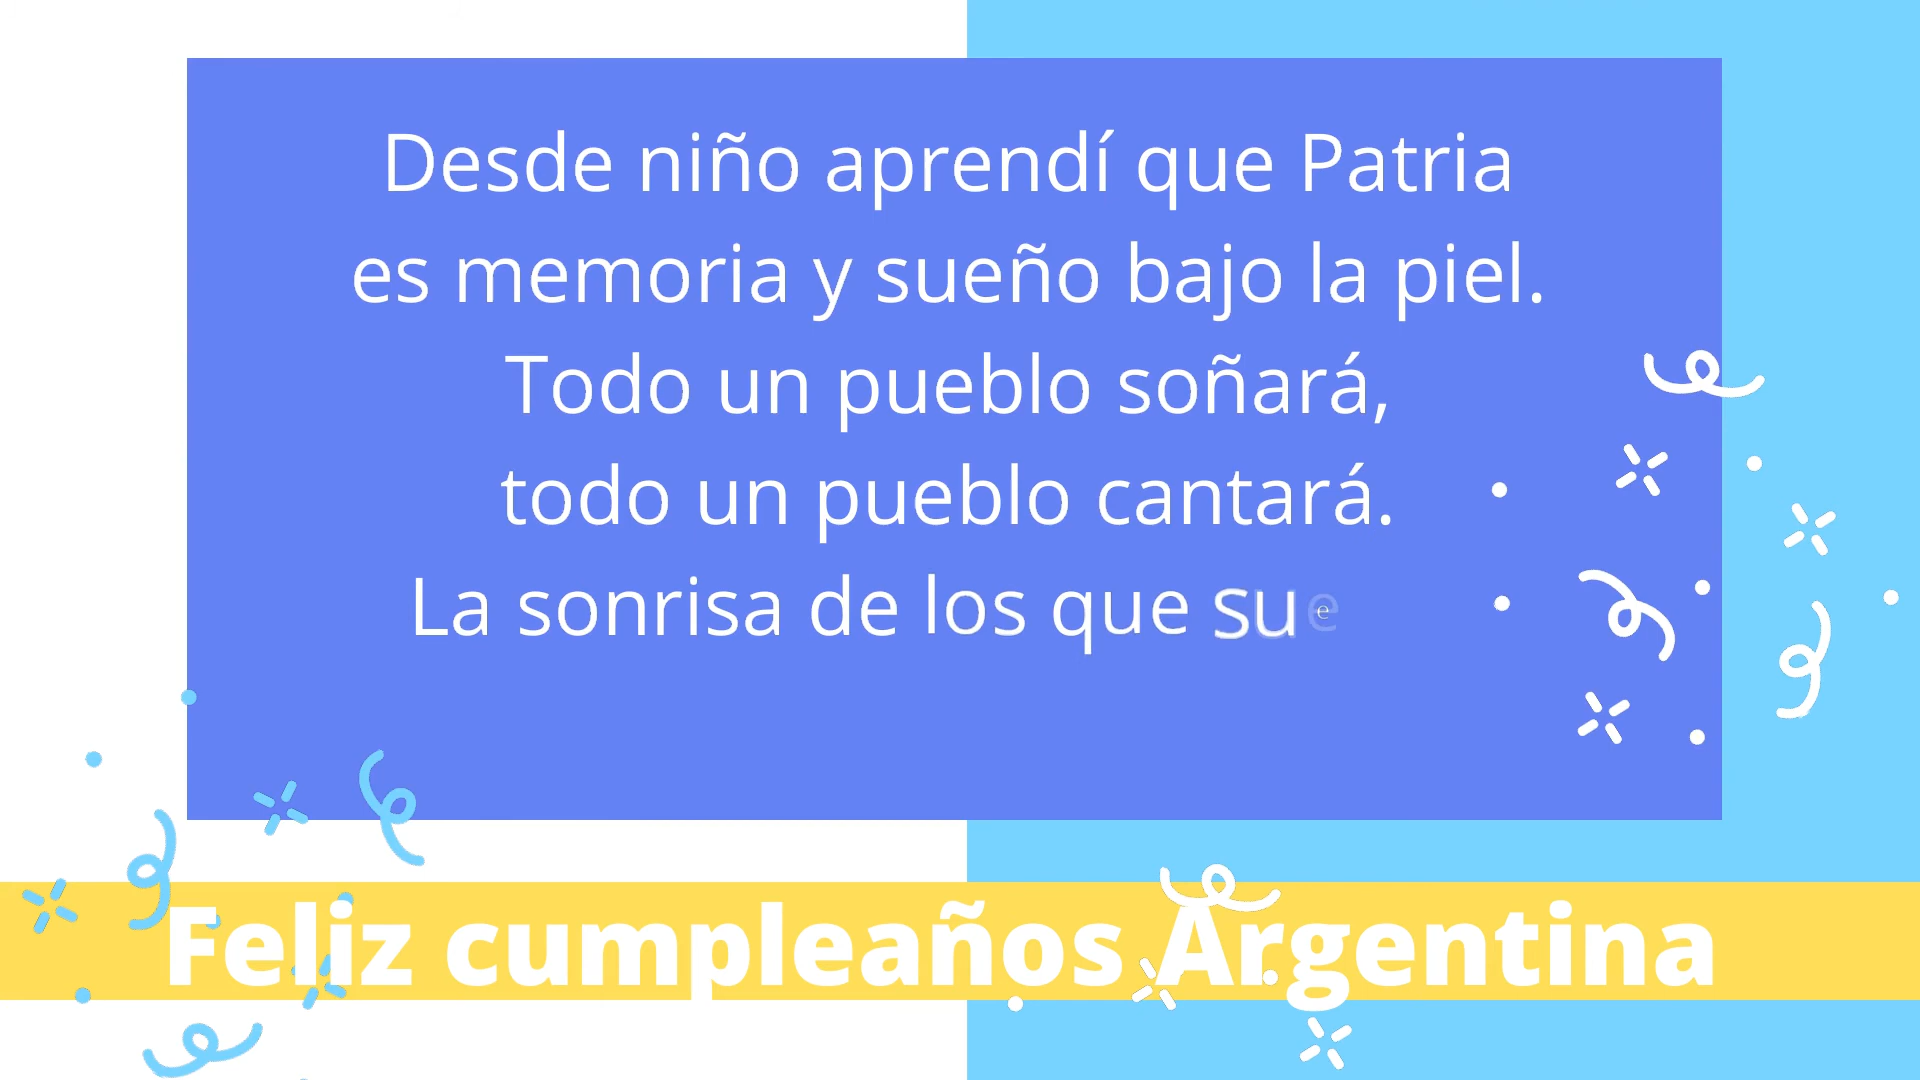 Desde niño aprendí que Patria
es memoria y sueño bajo la piel.
Todo un pueblo soñará,
todo un pueblo cantará.
La sonrisa de los que sue
Feliz cumpleaños Argentina